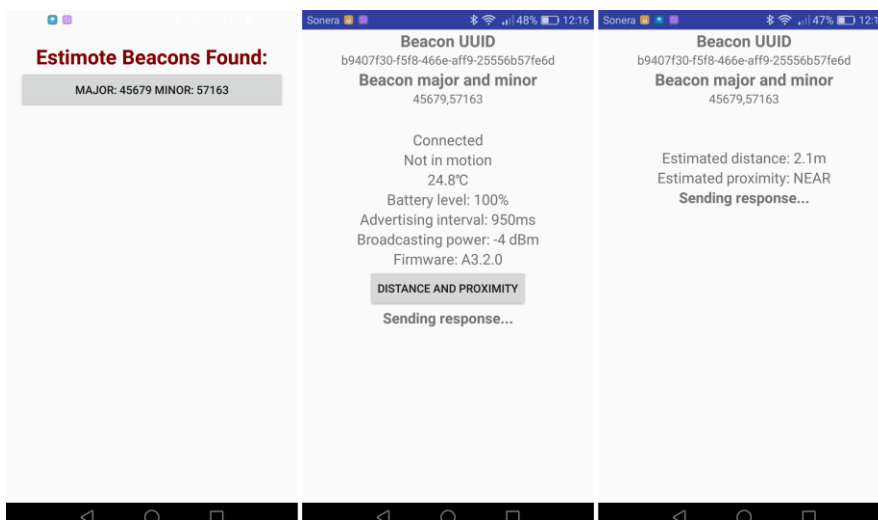 Estimote Beacons Found:
MAJOR: 45679 MINOR: 57163
Sonera 48% 12:16
Beacon UUID
b9407f30-f5f8-466e-aff9-25556b57fe6d
Beacon major and minor
45679,57163
Connected
Not in motion
24.8°C
Battery level: 100%
Advertising interval: 950ms
Broadcasting power: -4 dBm
Firmware: A3.2.0
DISTANCE AND PROXIMITY
Sending response...
Sonera 47% 12:1
Beacon UUID
b9407f30-f5f8-466e-aff9-25556b57fe6d
Beacon major and minor
45679,57163
Estimated distance: 2.1m
Estimated proximity: NEAR
Sending response...